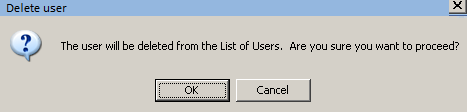 Delete user
The user will be deleted from the List of Users.  Are you sure you want to proceed?
OK
Cancel